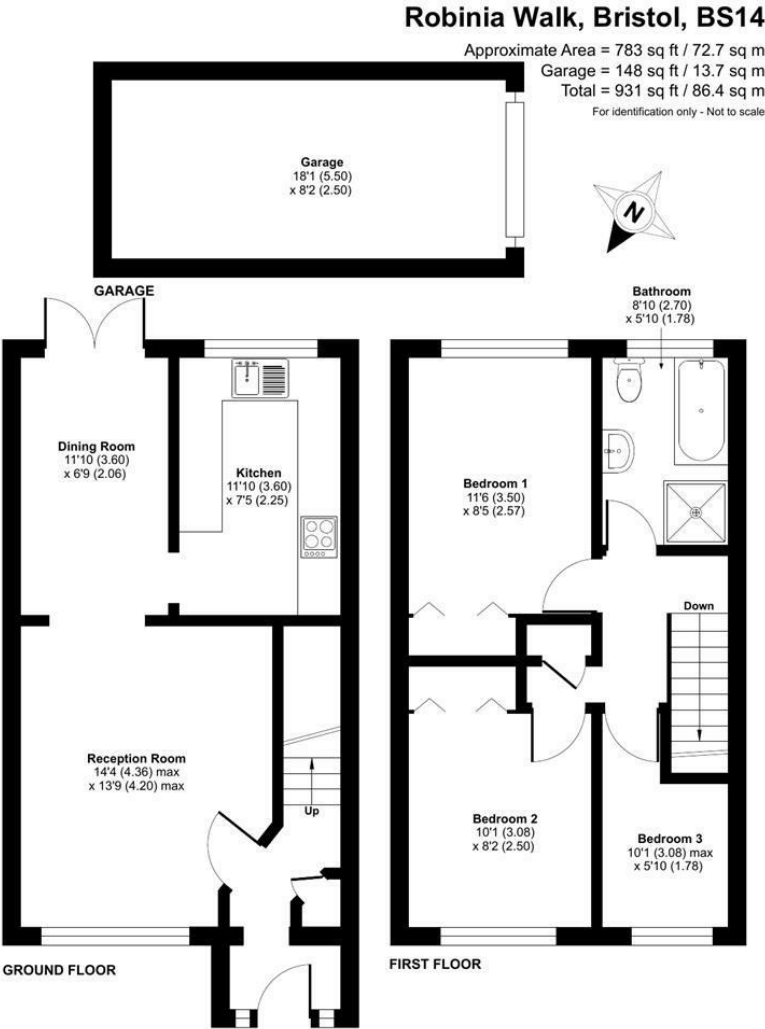 Robinia Walk, Bristol, BS14
Approximate Area = 783 sq ft / 72.7 sq m
Garage = 148 sq ft / 13.7 sq m
Total = 931 sq ft / 86.4 sq m
For identification only - Not to scale
Garage
18'1 (5.50)
x 8'2 (2.50)
N
GARAGE
Dining Room
11'10 (3.60)
x 6'9 (2.06)
Kitchen
11'10 (3.60)
x 7'5 (2.25)
Reception Room
14'4 (4.36) max
x 13'9 (4.20) max
Up
GROUND FLOOR
Bathroom
8'10 (2.70)
x 5'10 (1.78)
Bedroom 1
11'6 (3.50)
x 8'5 (2.57)
Down
Bedroom 2
10'1 (3.08)
x 8'2 (2.50)
Bedroom 3
10'1 (3.08) max
x 5'10 (1.78)
FIRST FLOOR